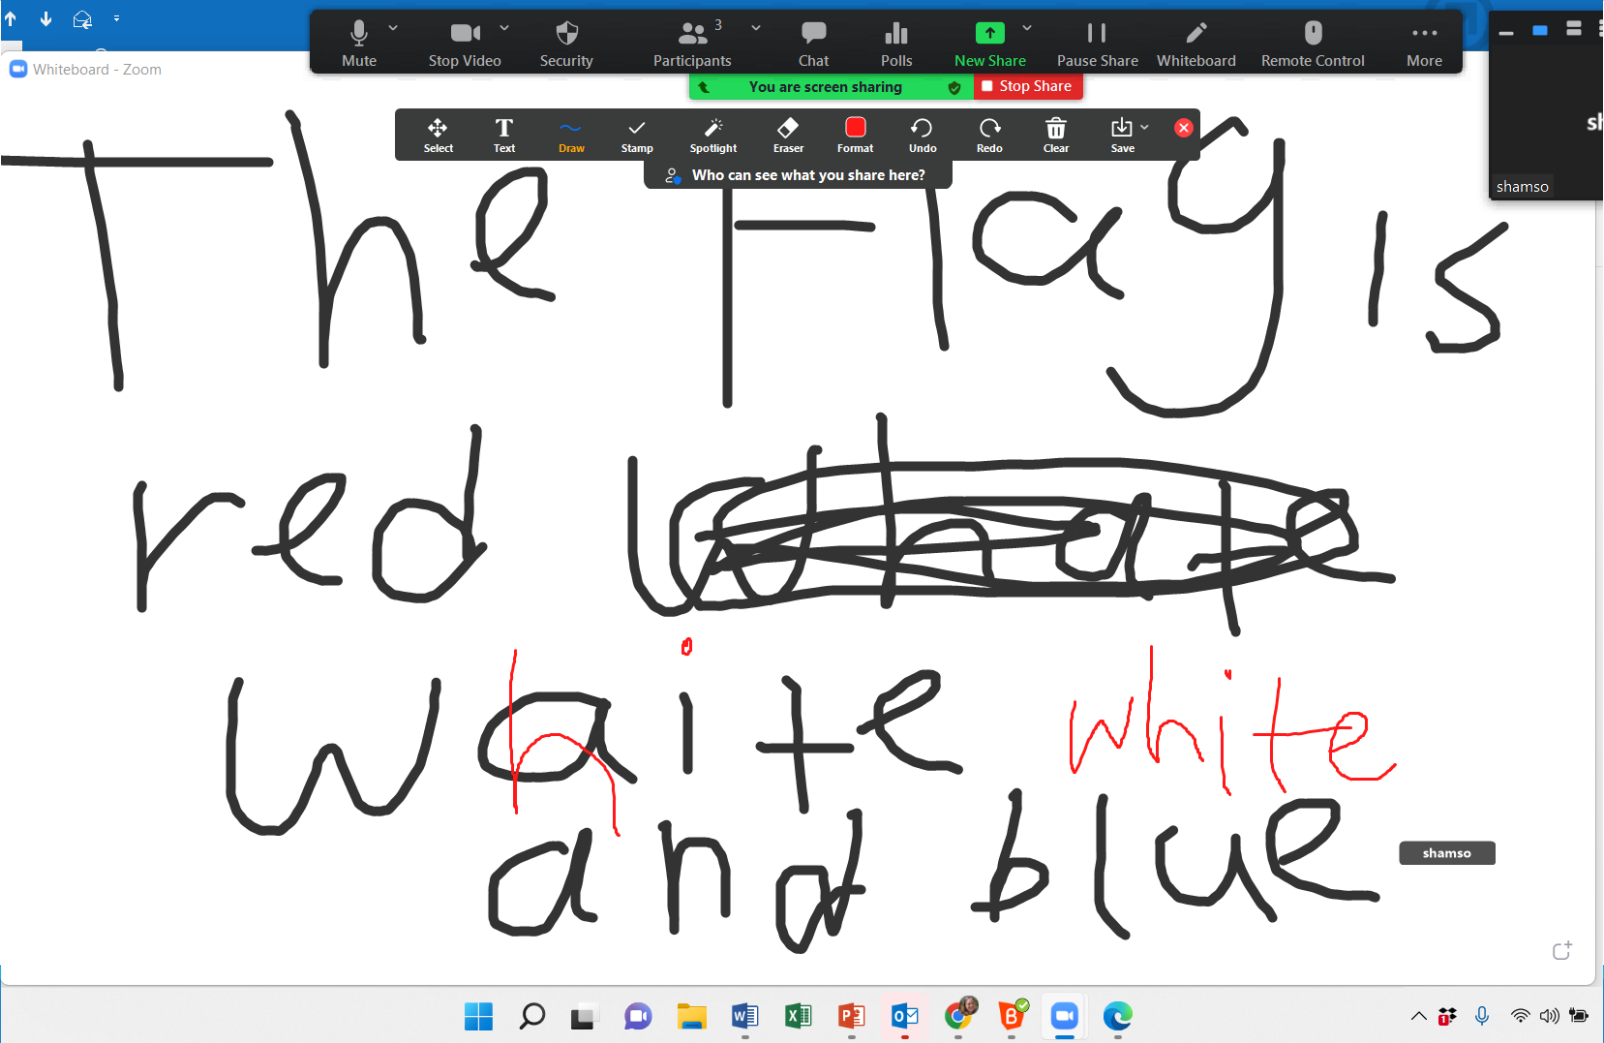 Whiteboard - Zoom
Mute Stop Video Security Participants 3 Chat Polls New Share Pause Share Whiteboard Remote Control More
You are screen sharing Stop Share
Select Text Draw Stamp Spotlight Eraser Format Undo Redo Clear Save
Who can see what you share here?
shamso
The Flag is
red
waite white
h
and blue
shamso